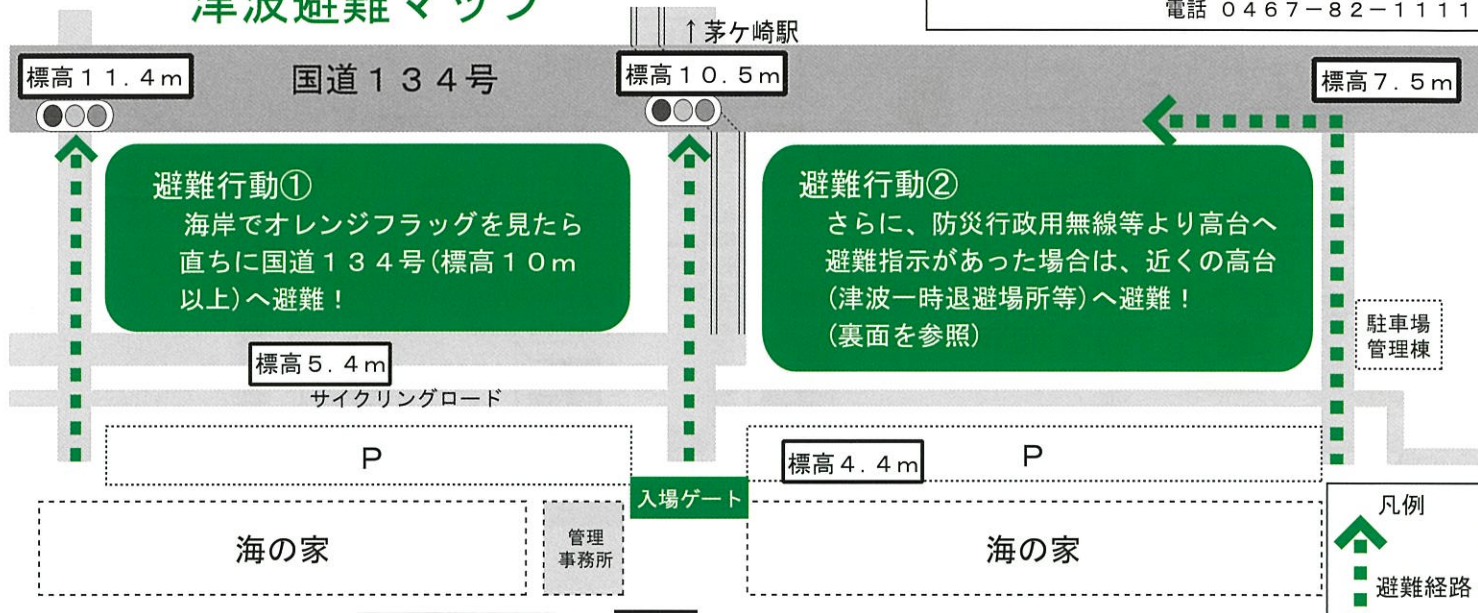 津波避難マップ
電話 0467-82-1111
↑茅ケ崎駅
標高11.4m
国道134号
標高10.5m
標高7.5m
避難行動①
海岸でオレンジフラッグを見たら
直ちに国道134号(標高10m
以上)へ避難！
避難行動②
さらに、防災行政用無線等より高台へ
避難指示があった場合は、近くの高台
(津波一時退避場所等)へ避難！
(裏面を参照)
駐車場
管理棟
標高5.4m
サイクリングロード
P
標高4.4m
P
入場ゲート
海の家
管理
事務所
海の家
凡例
避難経路